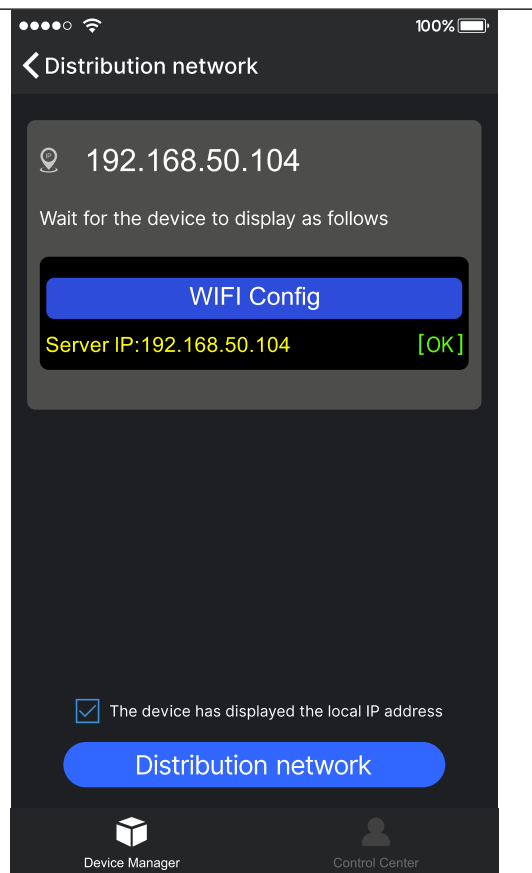 100%
Distribution network
192.168.50.104
Wait for the device to display as follows
WIFI Config
Server IP:192.168.50.104 [OK]
The device has displayed the local IP address
Distribution network
Device Manager Control Center